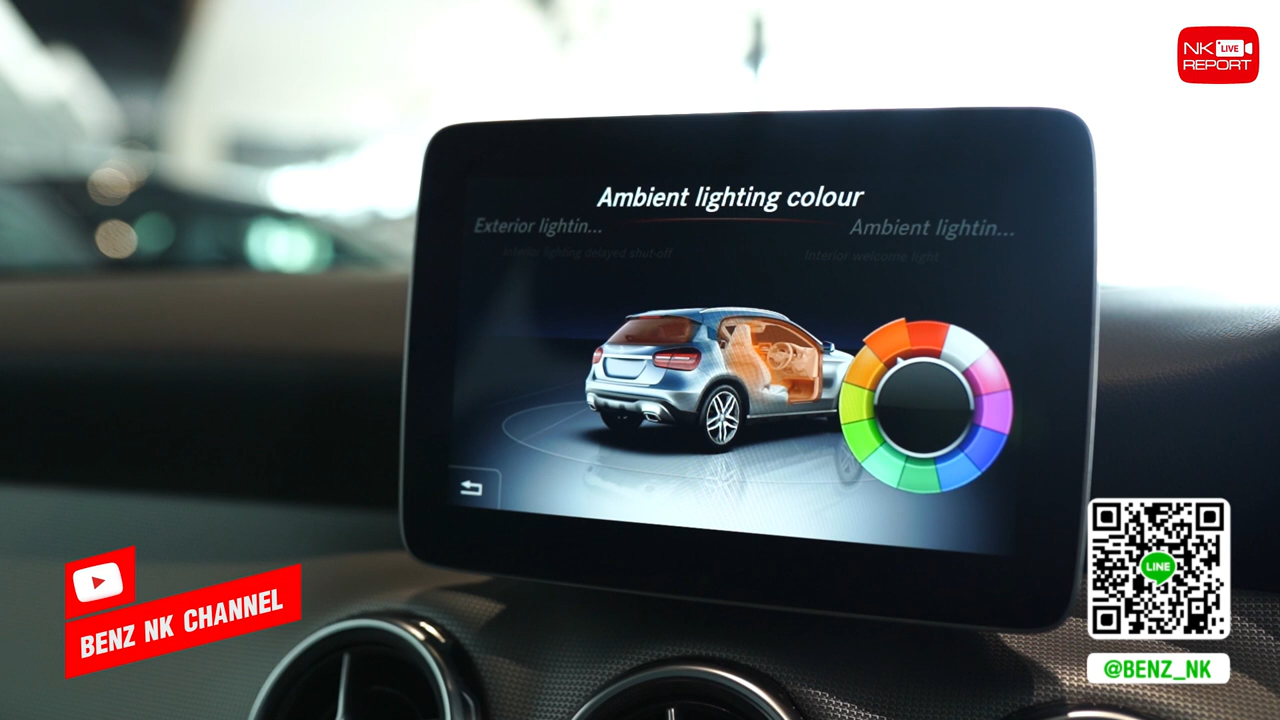 NK LIVE
REPORT
Ambient lighting colour
Exterior lightin...
Ambient lightin...
Interior lighting delayed shut-off
Interior welcome light
BENZ NK CHANNEL
LINE
@BENZ_NK